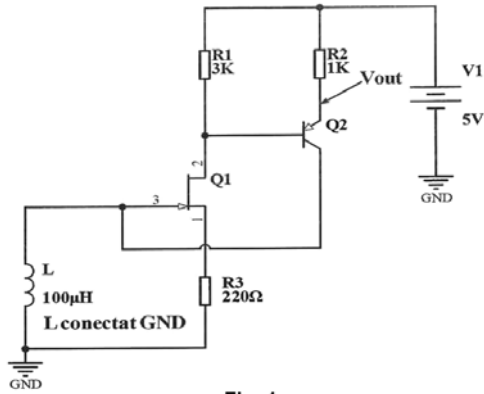 R1
3K
R2
1K
Vout
V1
5V
Q2
GND
2
Q1
3
1
L
100µH
R3
220Ω
L conectat GND
GND